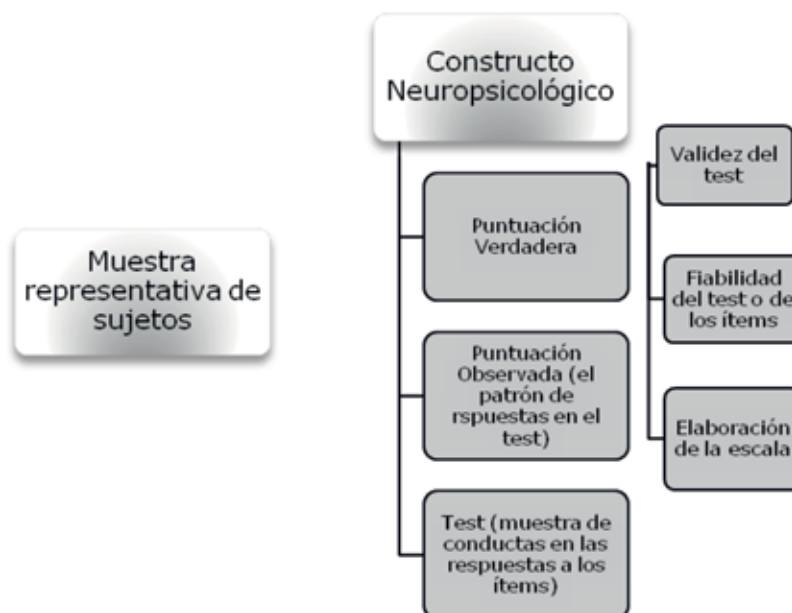 Constructo
Neuropsicológico
Validez del
test
Puntuación
Verdadera
Muestra
representativa de
sujetos
Fiabilidad
del test o de
los ítems
Puntuación
Observada (el
patrón de
rspuestas en el
test)
Elaboración
de la escala
Test (muestra de
conductas en las
respuestas a los
ítems)